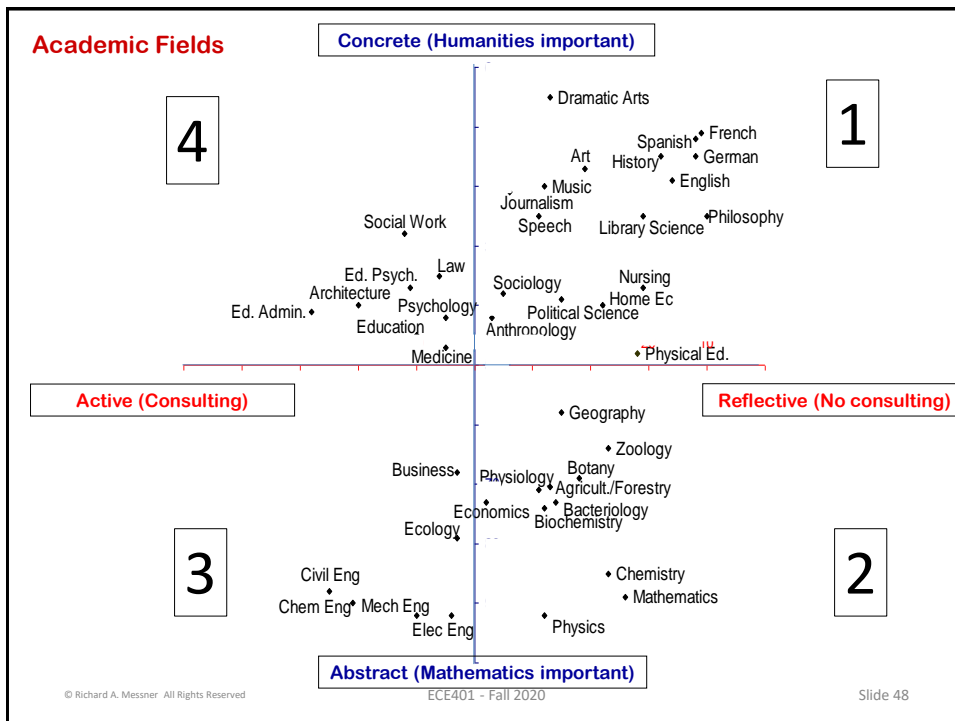 Academic Fields
Concrete (Humanities important)
4
1
Dramatic Arts
French
Spanish
German
History
Art
English
Music
Journalism
Speech
Library Science
Philosophy
Social Work
Law
Ed. Psych.
Architecture
Ed. Admin.
Psychology
Education
Medicine
Sociology
Nursing
Home Ec
Political Science
Anthropology
Physical Ed.
Active (Consulting)
Reflective (No consulting)
Geography
Zoology
Business
Physiology
Botany
Agricult./Forestry
Economics
Bacteriology
Biochemistry
Ecology
3
2
Civil Eng
Chem Eng
Mech Eng
Elec Eng
Chemistry
Mathematics
Physics
Abstract (Mathematics important)
© Richard A. Messner All Rights Reserved
ECE401 - Fall 2020
Slide 48